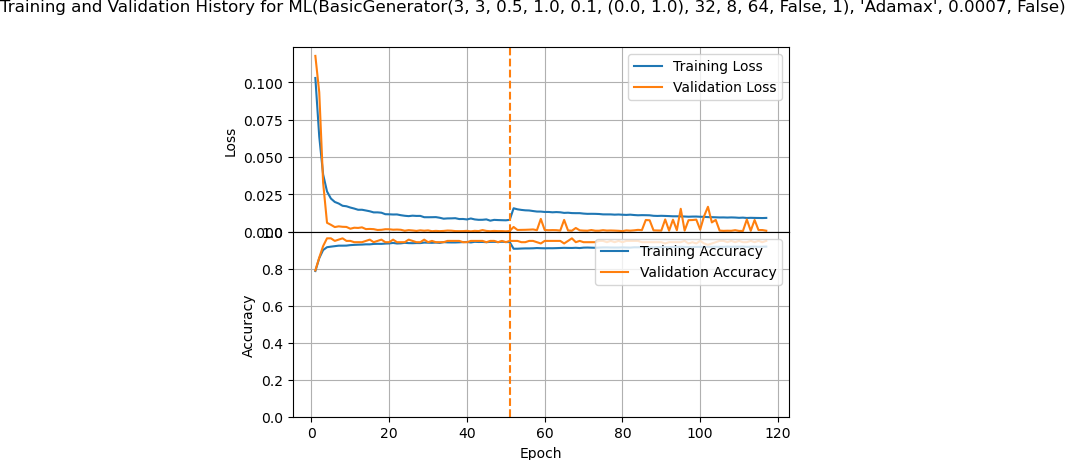 Training and Validation History for ML(BasicGenerator(3, 3, 0.5, 1.0, 0.1, (0.0, 1.0), 32, 8, 64, False, 1), 'Adamax', 0.0007, False)
Training Loss
Validation Loss
Loss
0.100
0.075
0.050
0.025
0.000
1.0
Training Accuracy
Validation Accuracy
Accuracy
0.8
0.6
0.4
0.2
0.0
0 20 40 60 80 100 120
Epoch